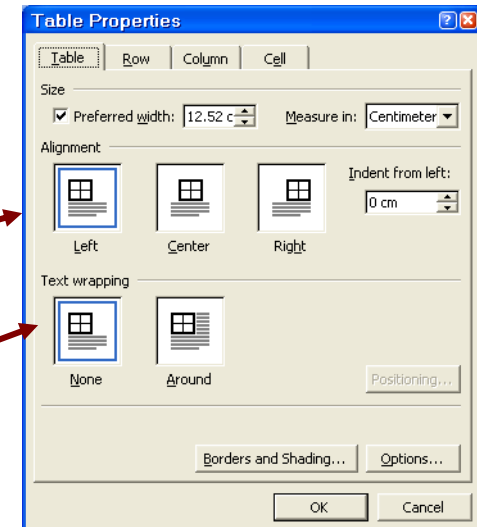 Table Properties
Table Row Column Cell
Size
Preferred width: 12.52 c Measure in: Centimeter
Alignment
Indent from left:
0 cm
Left Center Right
Text wrapping
None Around Positioning...
Borders and Shading... Options...
OK Cancel